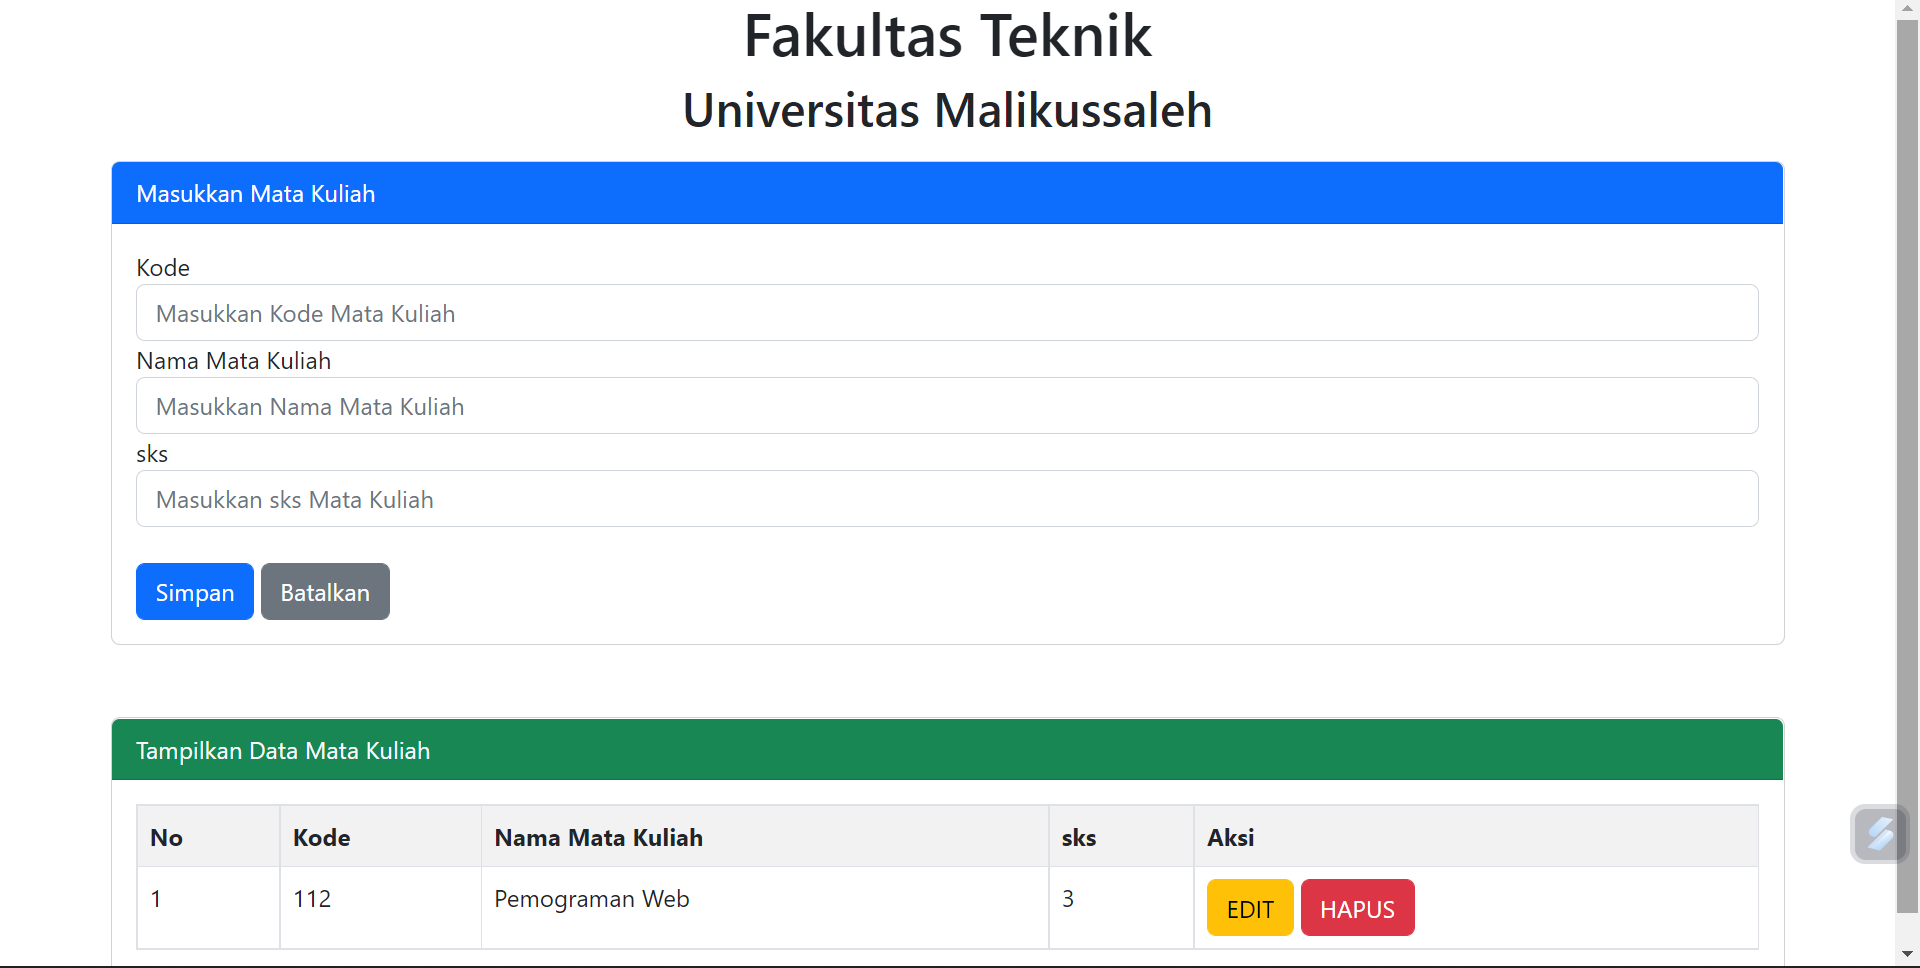 Fakultas Teknik
Universitas Malikussaleh
Masukkan Mata Kuliah
Kode
Masukkan Kode Mata Kuliah
Nama Mata Kuliah
Masukkan Nama Mata Kuliah
sks
Masukkan sks Mata Kuliah
Simpan Batalkan
Tampilkan Data Mata Kuliah
No Kode Nama Mata Kuliah sks Aksi
1 112 Pemograman Web 3 EDIT HAPUS